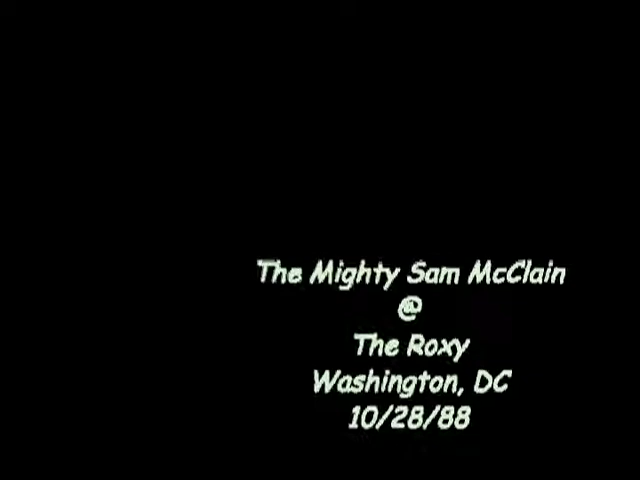 The Mighty Sam McClain
@
The Roxy
Washington, DC
10/28/88